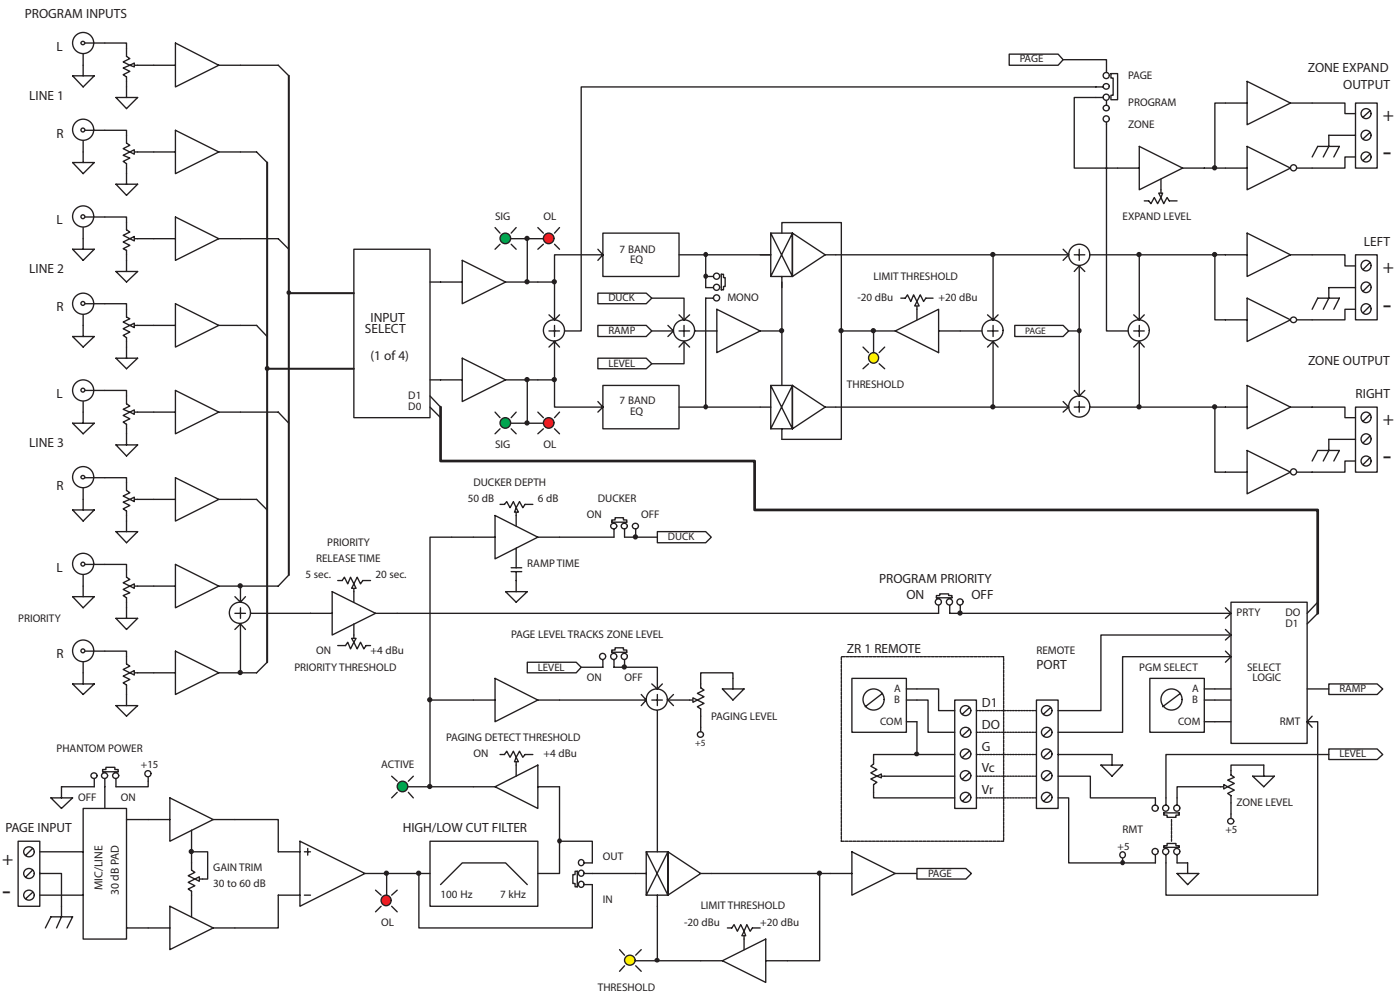 PROGRAM INPUTS
L
LINE 1
R
L
LINE 2
R
L
LINE 3
R
L
PRIORITY
R
INPUT
SELECT
(1 of 4)
D1
D0
SIG
OL
SIG
OL
7 BAND
EQ
7 BAND
EQ
DUCK
RAMP
LEVEL
MONO
LIMIT THRESHOLD
-20 dBu
+20 dBu
THRESHOLD
PAGE
PAGE
PAGE
PROGRAM
ZONE
EXPAND LEVEL
ZONE EXPAND
OUTPUT
+
-
LEFT
+
-
ZONE OUTPUT
RIGHT
+
-
DUCKER DEPTH
50 dB
6 dB
DUCKER
ON
OFF
DUCK
RAMP TIME
PRIORITY
RELEASE TIME
5 sec.
20 sec.
ON
+4 dBu
PRIORITY THRESHOLD
PROGRAM PRIORITY
ON
OFF
PAGE LEVEL TRACKS ZONE LEVEL
LEVEL
ON
OFF
PAGING LEVEL
+5
PAGING DETECT THRESHOLD
ON
+4 dBu
ACTIVE
ZR 1 REMOTE
A
B
COM
D1
DO
G
Vc
Vr
REMOTE
PORT
PGM SELECT
A
B
COM
PRTY
DO
D1
SELECT
LOGIC
RMT
RAMP
LEVEL
ZONE LEVEL
+5
RMT
+5
PHANTOM POWER
+15
OFF
ON
PAGE INPUT
+
-
MIC/LINE
30 dB PAD
GAIN TRIM
30 to 60 dB
+
-
OL
HIGH/LOW CUT FILTER
100 Hz
7 kHz
OUT
IN
PAGE
LIMIT THRESHOLD
-20 dBu
+20 dBu
THRESHOLD